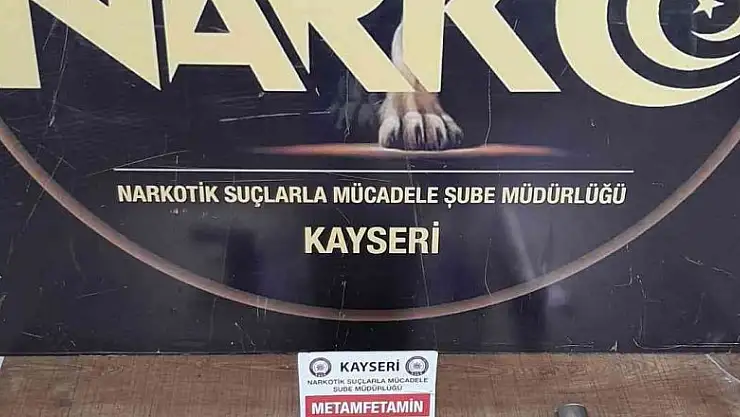 NARKO
NARKOTİK SUÇLARLA MÜCADELE ŞUBE MÜDÜRLÜĞÜ
KAYSERİ
KAYSERİ
NARKOTİK SUÇLARLA MÜCADELE
ŞUBE MÜDÜRLÜĞÜ
METAMFETAMİN